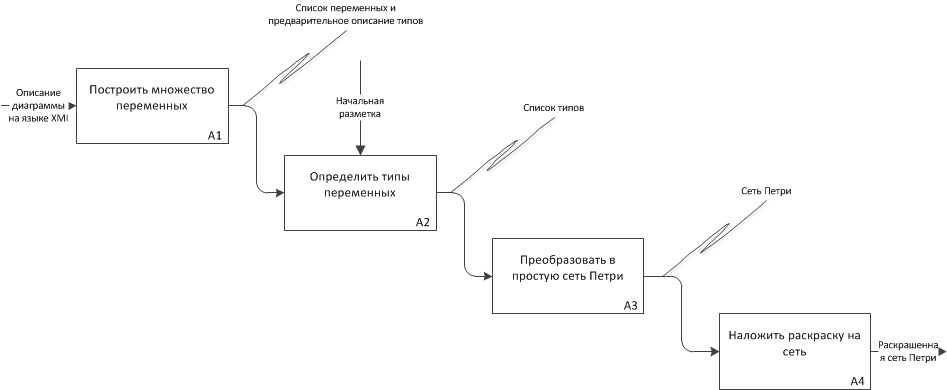 Список переменных и
предварительное описание типов
Описание
диаграммы
на языке XMI
Построить множество
переменных
A1
Начальная
разметка
Список типов
Определить типы
переменных
A2
Сеть Петри
Преобразовать в
простую сеть Петри
A3
Наложить раскраску на
сеть
A4
Раскрашенна
я сеть Петри